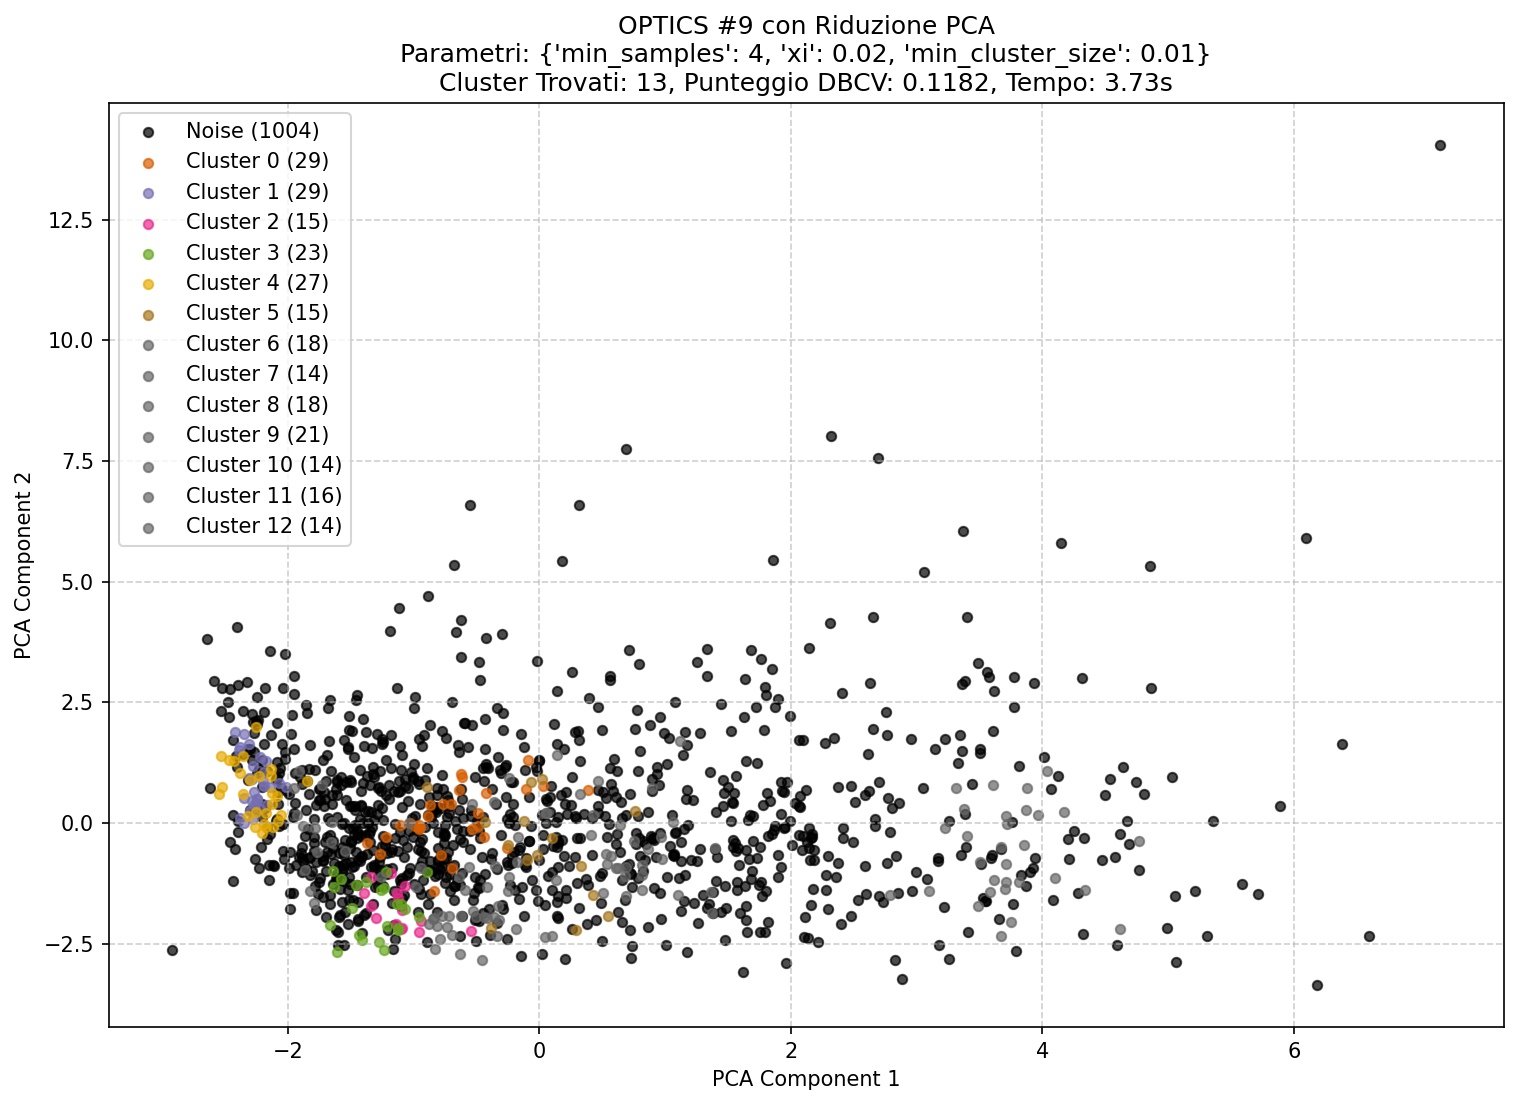 OPTICS #9 con Riduzione PCA
Parametri: {'min_samples': 4, 'xi': 0.02, 'min_cluster_size': 0.01}
Cluster Trovati: 13, Punteggio DBCV: 0.1182, Tempo: 3.73s
Noise (1004)
Cluster 0 (29)
Cluster 1 (29)
Cluster 2 (15)
Cluster 3 (23)
Cluster 4 (27)
Cluster 5 (15)
Cluster 6 (18)
Cluster 7 (14)
Cluster 8 (18)
Cluster 9 (21)
Cluster 10 (14)
Cluster 11 (16)
Cluster 12 (14)
PCA Component 2
12.5
10.0
7.5
5.0
2.5
0.0
−2.5
−2
0
2
4
6
PCA Component 1